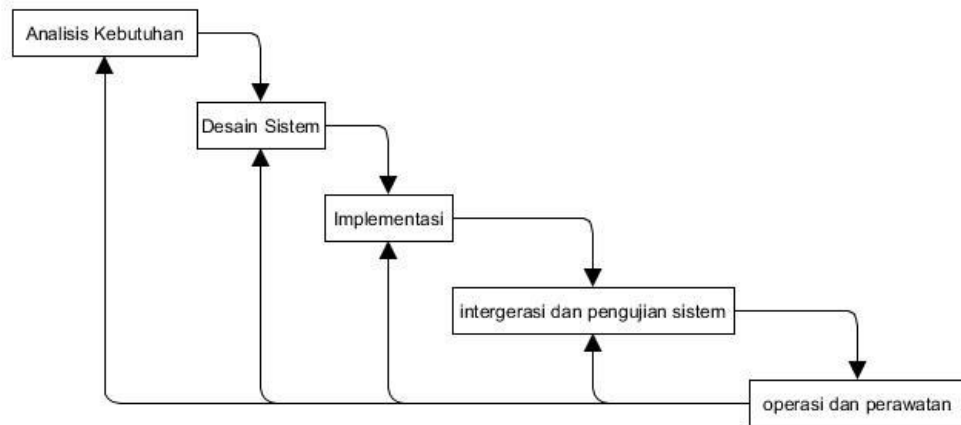 Analisis Kebutuhan
Desain Sistem
Implementasi
intergerasi dan pengujian sistem
operasi dan perawatan